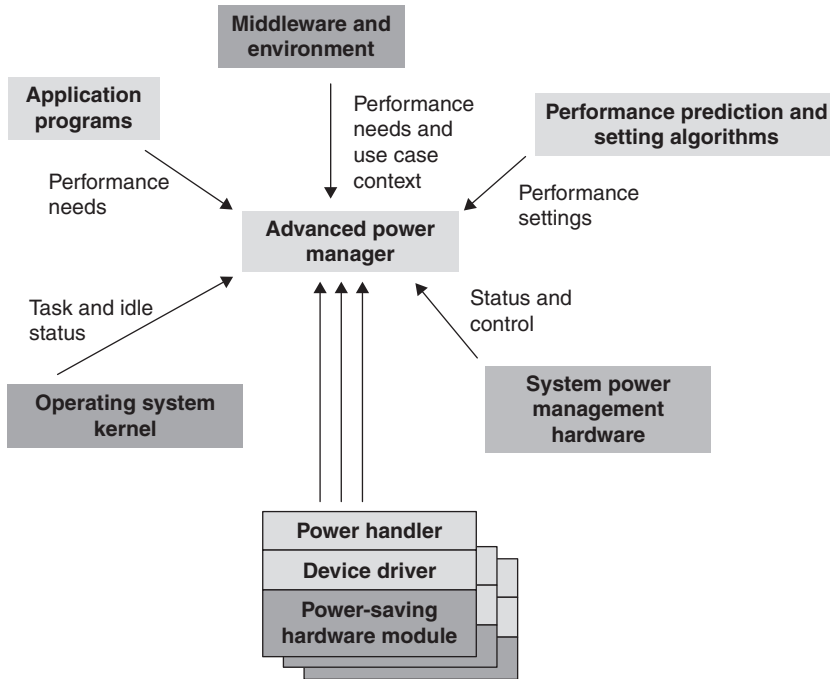 Middleware and
environment
Application
programs
Performance
needs and
use case
context
Performance prediction and
setting algorithms
Performance
needs
Performance
settings
Advanced power
manager
Task and idle
status
Status and
control
Operating system
kernel
System power
management
hardware
Power handler
Device driver
Power-saving
hardware module